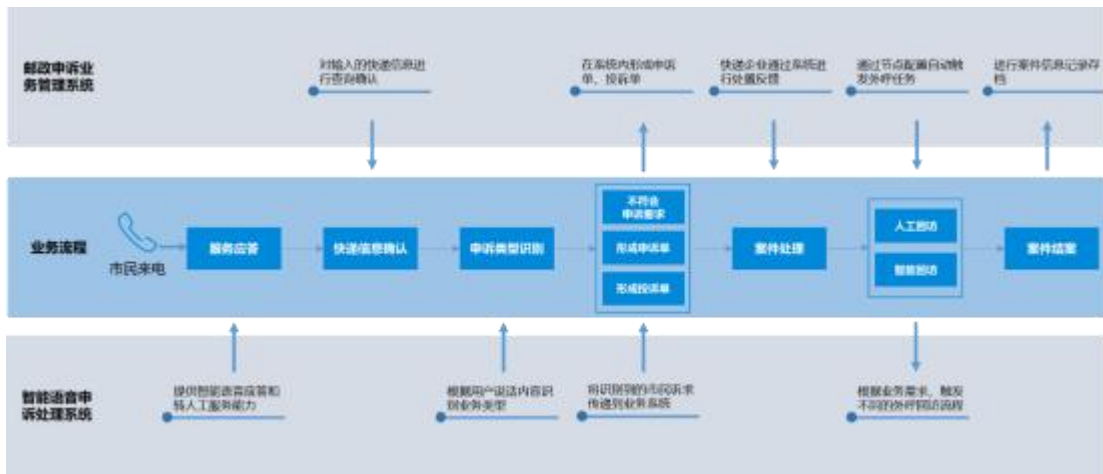 邮政申诉业
务管理系统
对输入的快递信息进
行查询确认
在系统内形成申诉
单、投诉单
快递企业通过系统进
行处置反馈
通过节点配置自动触
发外呼任务
进行案件信息记录存
档
业务流程
市民来电
服务应答
快递信息确认
申诉类型识别
不符合
申诉要求
形成申诉单
形成投诉单
案件处理
人工回访
智能回访
案件结案
智能语音申
诉处理系统
提供智能语音应答和
转人工服务能力
根据用户说话内容识
别业务类型
将识别到的市民诉求
传递到业务系统
根据业务需求，触发
不同的外呼回访流程